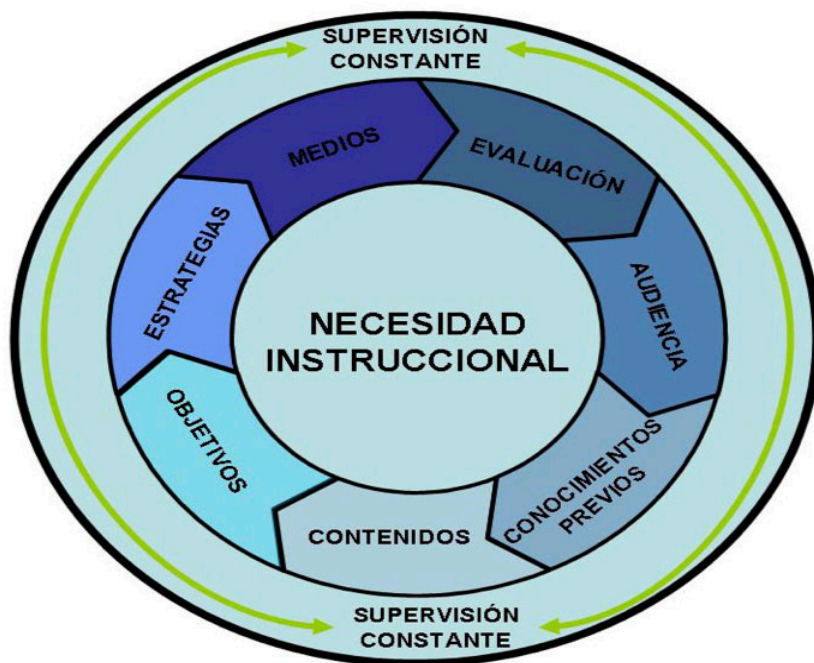 SUPERVISIÓN
CONSTANTE
MEDIOS
EVALUACIÓN
ESTRATEGIAS
AUDIENCIA
NECESIDAD
INSTRUCCIONAL
OBJETIVOS
CONOCIMIENTOS
PREVIOS
CONTENIDOS
SUPERVISIÓN
CONSTANTE